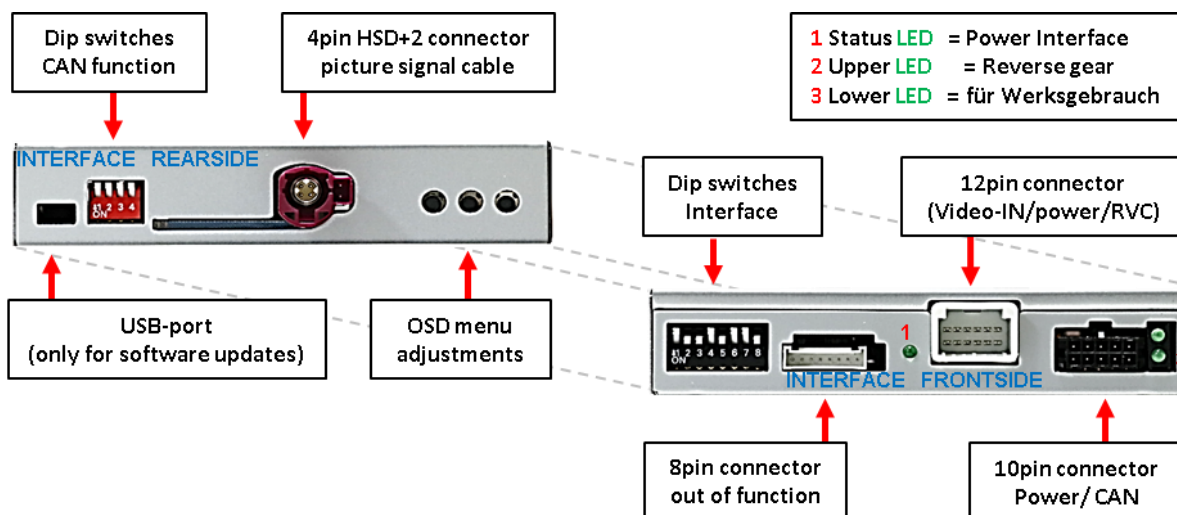 Dip switches
CAN function
4pin HSD+2 connector
picture signal cable
1 Status LED = Power Interface
2 Upper LED = Reverse gear
3 Lower LED = für Werksgebrauch
INTERFACE REARSIDE
ON
1 2 3 4
Dip switches
Interface
12pin connector
(Video-IN/power/RVC)
USB-port
(only for software updates)
OSD menu
adjustments
1
1 2 3 4 5 6 7 8
ON
INTERFACE FRONTSIDE
8pin connector
out of function
10pin connector
Power/ CAN